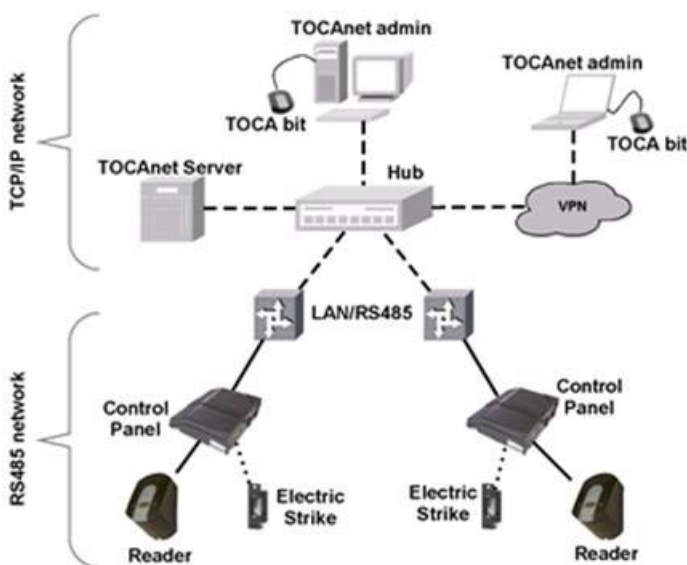 TOCAnet admin
TOCAnet admin
TOCA bit
TOCA bit
TOCAnet Server
Hub
VPN
TCP/IP network
LAN/RS485
Control
Panel
Control
Panel
RS485 network
Electric
Strike
Electric
Strike
Reader
Reader